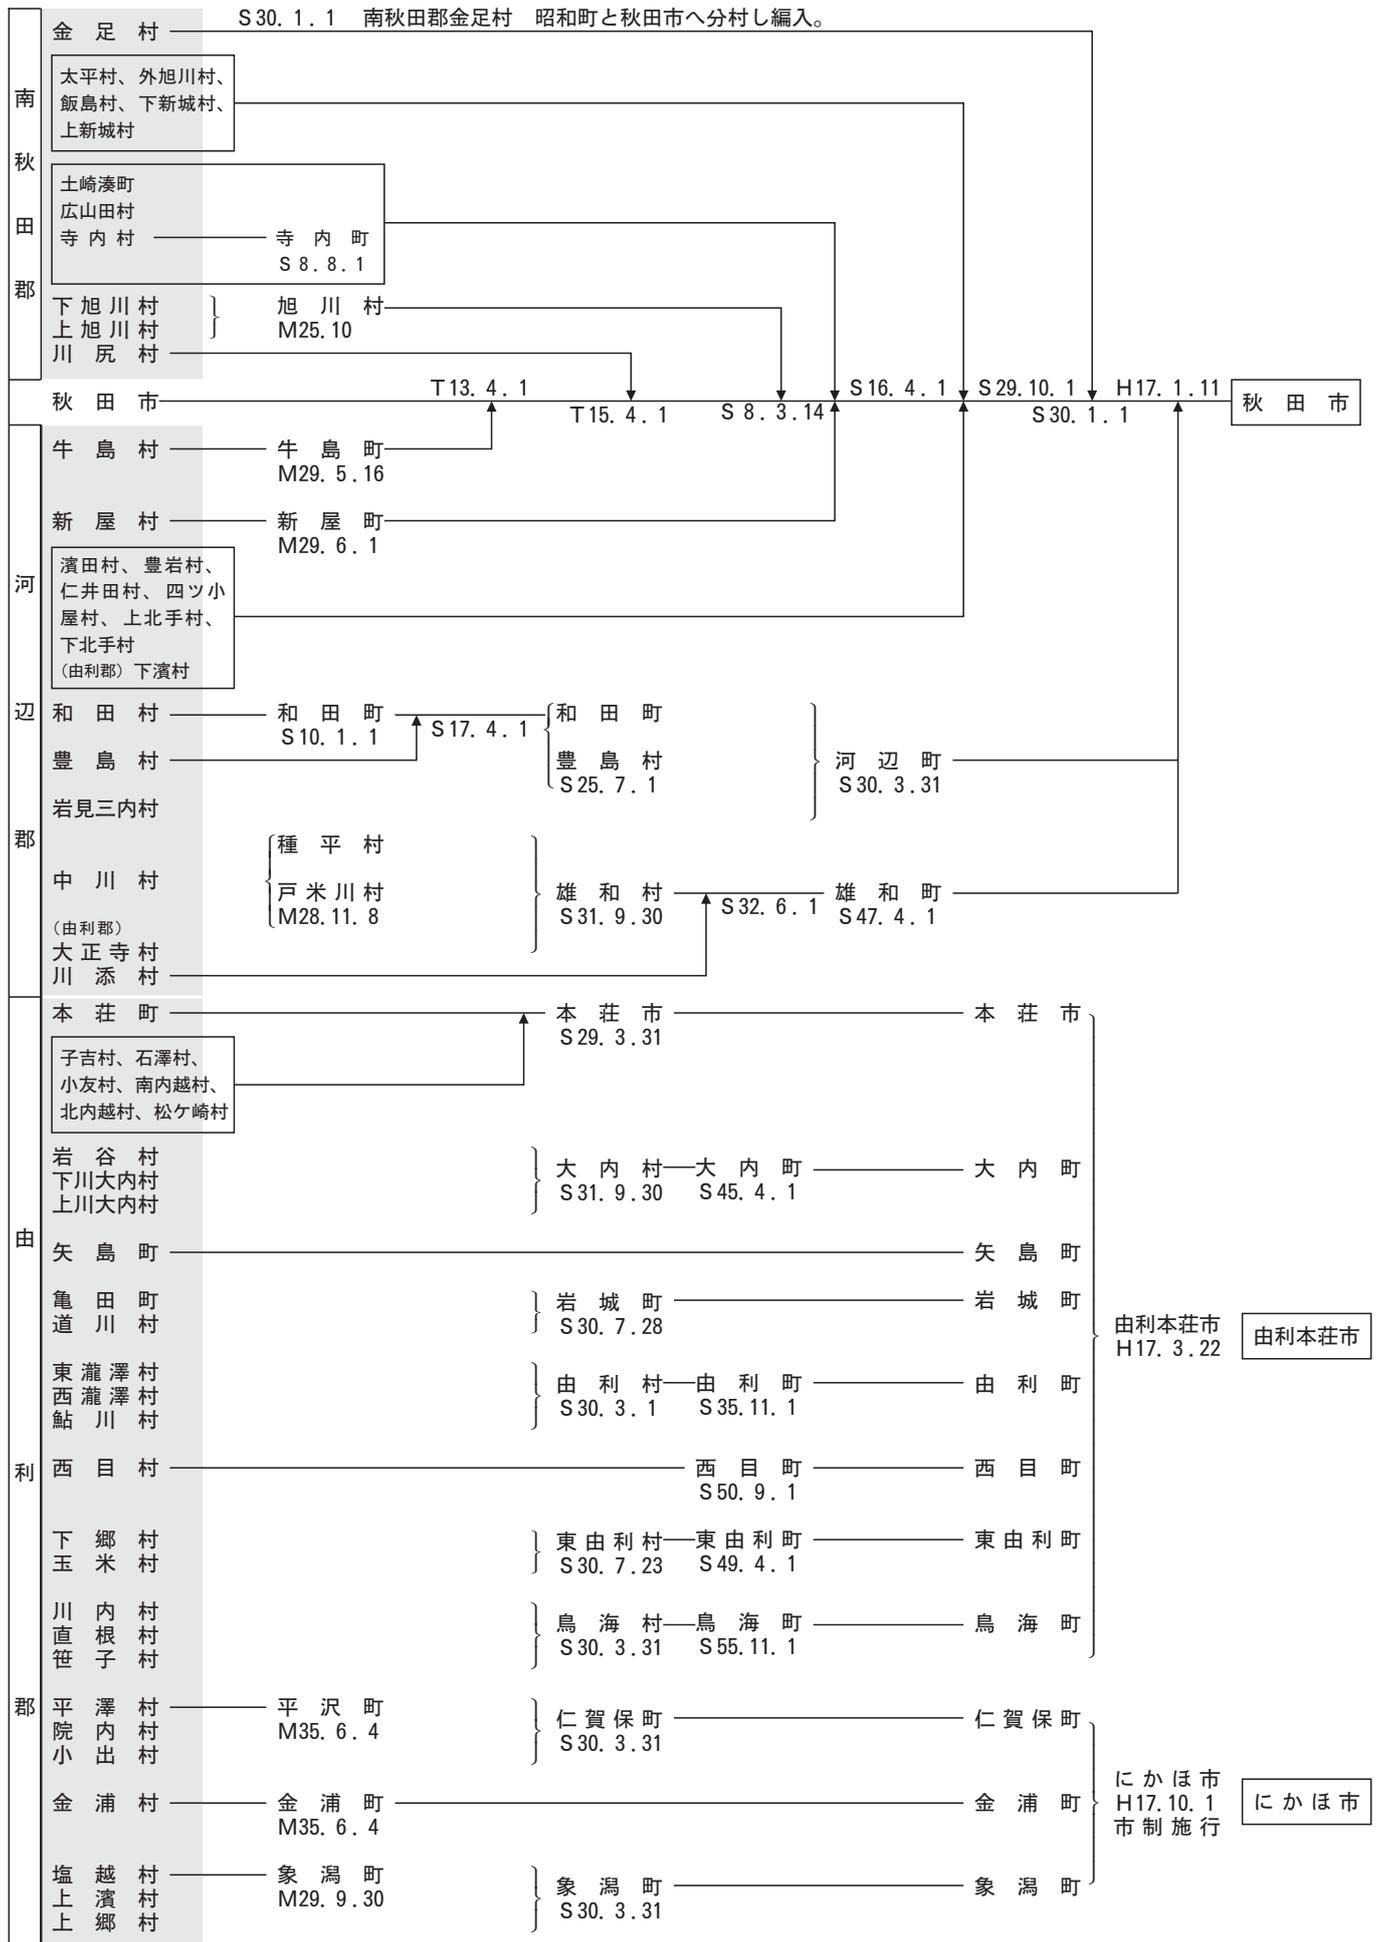 S30. 1. 1　南秋田郡金足村　昭和町と秋田市へ分村し編入。
南秋田郡
金足村
太平村、外旭川村、
飯島村、下新城村、
上新城村
土崎湊町
広山田村
寺内村
寺内町
S8. 8. 1
下旭川村
上旭川村
旭川村
M25. 10
川尻村
秋田市
T13. 4. 1
T15. 4. 1
S8. 3. 14
S16. 4. 1
S29. 10. 1
S30. 1. 1
H17. 1. 11
秋田市
河辺郡
牛島村
牛島町
M29. 5. 16
新屋村
新屋町
M29. 6. 1
濱田村、豊岩村、
仁井田村、四ツ小
屋村、上北手村、
下北手村
(由利郡) 下濱村
和田村
和田町
S10. 1. 1
S17. 4. 1
和田町
豊島村
豊島村
S25. 7. 1
河辺町
S30. 3. 31
岩見三内村
中川村
種平村
戸米川村
M28. 11. 8
雄和村
S31. 9. 30
S32. 6. 1
雄和町
S47. 4. 1
(由利郡)
大正寺村
川添村
由利郡
本荘町
本荘市
S29. 3. 31
本荘市
子吉村、石澤村、
小友村、南内越村、
北内越村、松ケ崎村
岩谷村
下川大内村
上川大内村
大内村
S31. 9. 30
大内町
S45. 4. 1
大内町
矢島町
矢島町
亀田町
道川村
岩城町
S30. 7. 28
岩城町
由利本荘市
H17. 3. 22
由利本荘市
東瀧澤村
西瀧澤村
鮎川村
由利村
S30. 3. 1
由利町
S35. 11. 1
由利町
西目村
西目町
S50. 9. 1
西目町
下郷村
玉米村
東由利村
S30. 7. 23
東由利町
S49. 4. 1
東由利町
川内村
直根村
笹子村
鳥海村
S30. 3. 31
鳥海町
S55. 11. 1
鳥海町
平澤村
院内村
小出村
平沢町
M35. 6. 4
仁賀保町
S30. 3. 31
仁賀保町
金浦村
金浦町
M35. 6. 4
金浦町
にかほ市
H17. 10. 1
市制施行
にかほ市
塩越村
上濱村
上郷村
象潟町
M29. 9. 30
象潟町
S30. 3. 31
象潟町